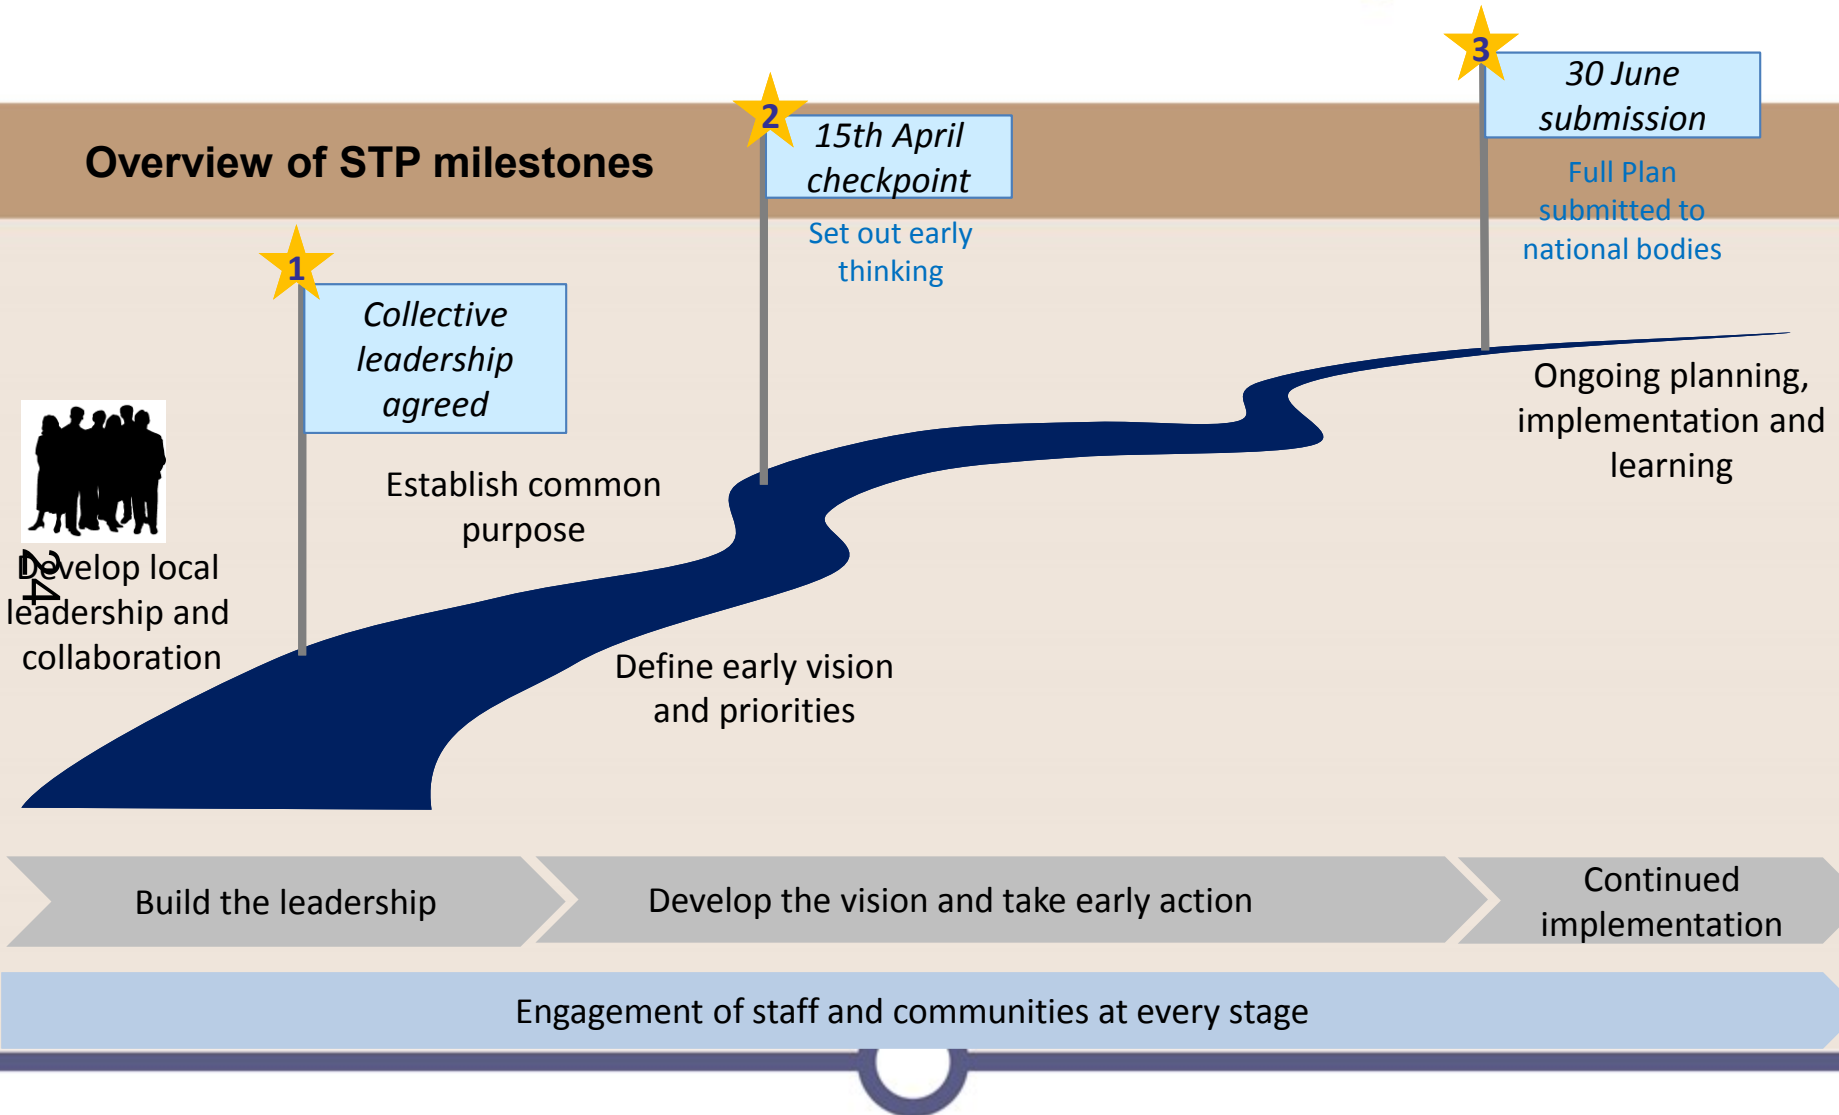 3
30 June
submission
2
15th April
checkpoint
Overview of STP milestones
Full Plan
submitted to
national bodies
Set out early
thinking
1
Collective
leadership
agreed
Ongoing planning,
implementation and
learning
Establish common
purpose
24
Develop local
leadership and
collaboration
Define early vision
and priorities
Build the leadership
Develop the vision and take early action
Continued
implementation
Engagement of staff and communities at every stage